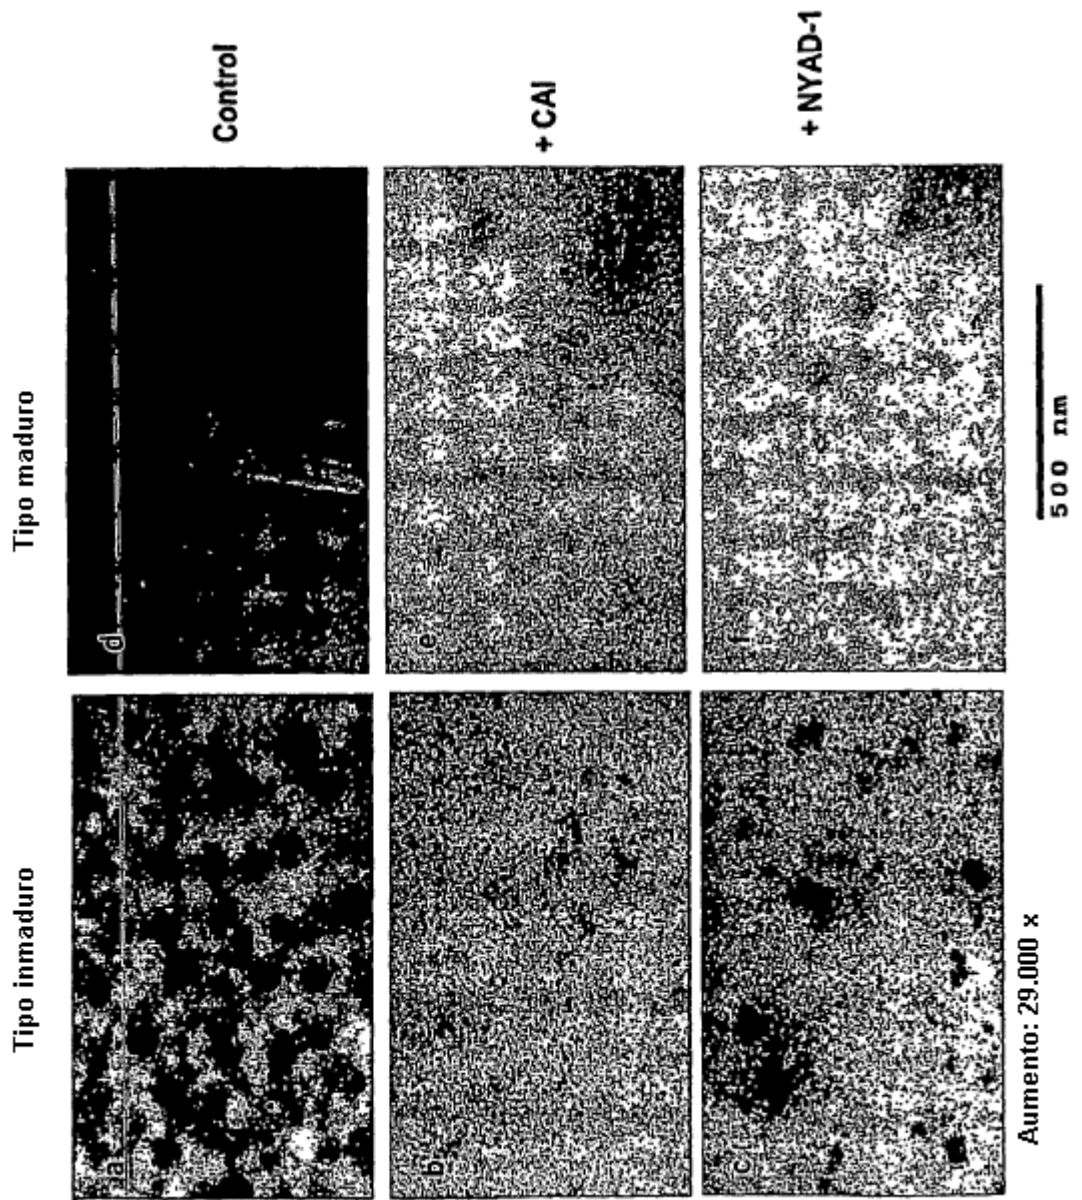 Tipo inmaduro
Tipo maduro
a
d
Control
b
e
+ CAI
c
f
+ NYAD-1
Aumento: 29.000 x
500 nm